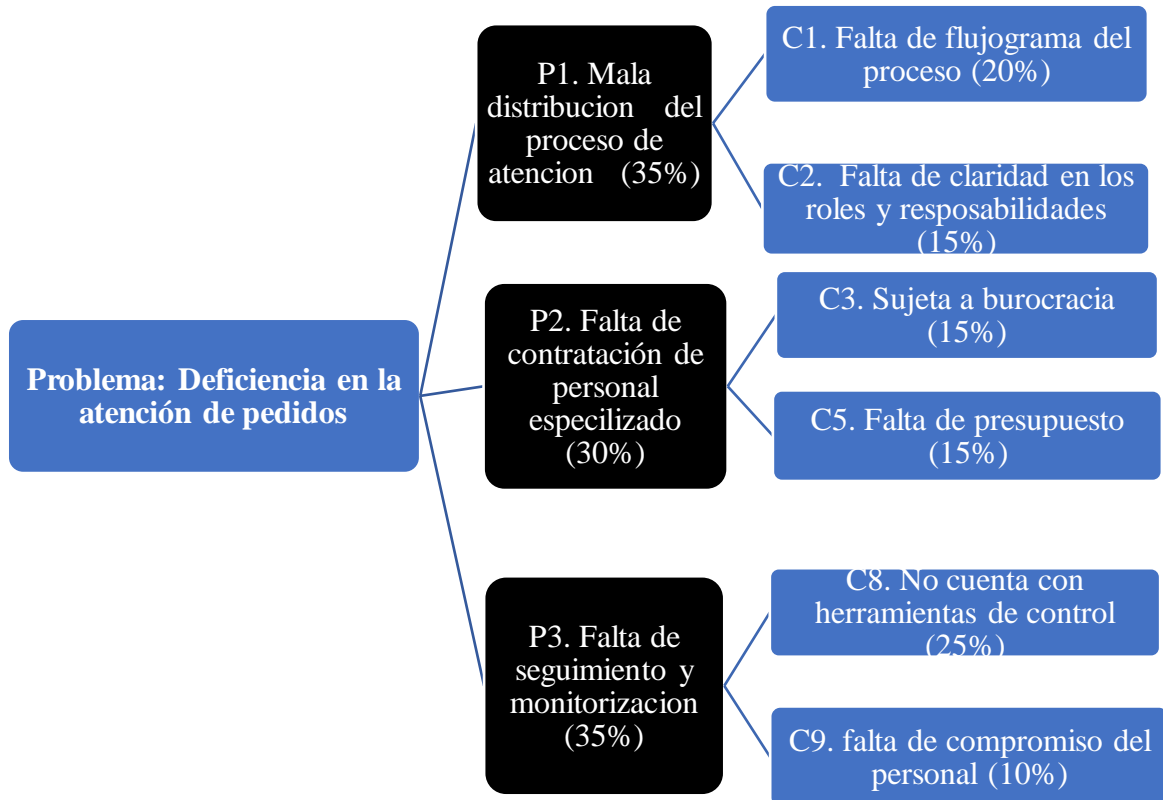 Problema: Deficiencia en la
atención de pedidos
P1. Mala
distribucion del
proceso de
atencion (35%)
C1. Falta de flujograma del
proceso (20%)
C2. Falta de claridad en los
roles y resposabilidades
(15%)
P2. Falta de
contratación de
personal
especilizado
(30%)
C3. Sujeta a burocracia
(15%)
C5. Falta de presupuesto
(15%)
P3. Falta de
seguimiento y
monitorizacion
(35%)
C8. No cuenta con
herramientas de control
(25%)
C9. falta de compromiso del
personal (10%)